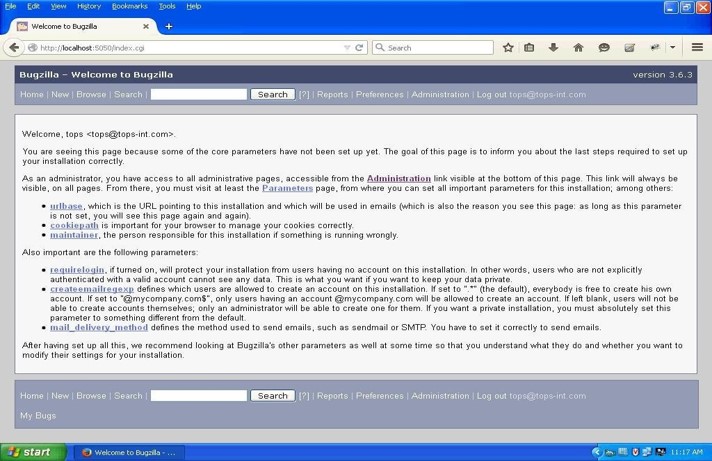 File Edit View History Bookmarks Tools Help
Welcome to Bugzilla
http://localhost:5050/index.cgi
Search
Bugzilla – Welcome to Bugzilla version 3.6.3
Home | New | Browse | Search | Search [?] | Reports | Preferences | Administration | Log out tops@tops-int.com
Welcome, tops <tops@tops-int.com>.
You are seeing this page because some of the core parameters have not been set up yet. The goal of this page is to inform you about the last steps required to set up
your installation correctly.
As an administrator, you have access to all administrative pages, accessible from the Administration link visible at the bottom of this page. This link will always be
visible, on all pages. From there, you must visit at least the Parameters page, from where you can set all important parameters for this installation; among others:
urlbase, which is the URL pointing to this installation and which will be used in emails (which is also the reason you see this page: as long as this parameter
is not set, you will see this page again and again).
cookiepath is important for your browser to manage your cookies correctly.
maintainer, the person responsible for this installation if something is running wrongly.
Also important are the following parameters:
requirelogin, if turned on, will protect your installation from users having no account on this installation. In other words, users who are not explicitly
authenticated with a valid account cannot see any data. This is what you want if you want to keep your data private.
createemailregexp defines which users are allowed to create an account on this installation. If set to ".*" (the default), everybody is free to create his own
account. If set to "@mycompany.com$", only users having an account @mycompany.com will be allowed to create an account. If left blank, users will not be
able to create accounts themselves; only an administrator will be able to create one for them. If you want a private installation, you must absolutely set this
parameter to something different from the default.
mail_delivery_method defines the method used to send emails, such as sendmail or SMTP. You have to set it correctly to send emails.
After having set up all this, we recommend looking at Bugzilla's other parameters as well at some time so that you understand what they do and whether you want to
modify their settings for your installation.
Home | New | Browse | Search | Search [?] | Reports | Preferences | Administration | Log out tops@tops-int.com
My Bugs
start Welcome to Bugzilla - ... 11:17 AM